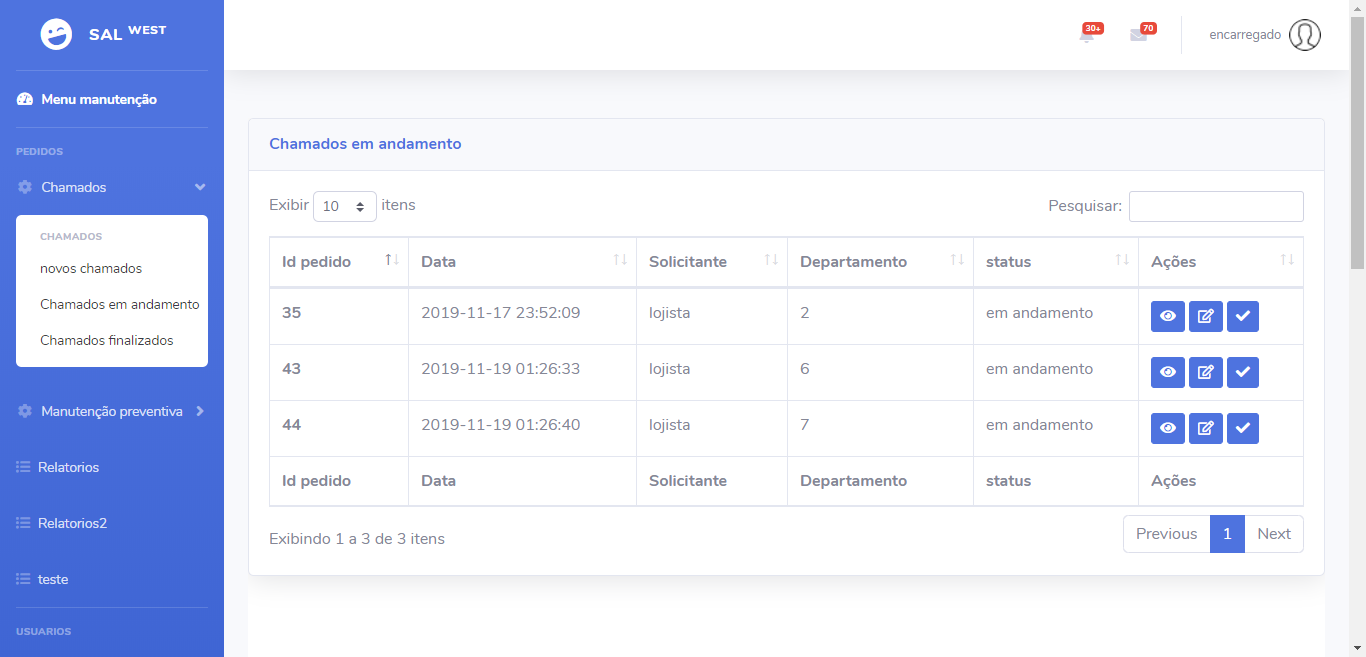 SAL WEST
30+
70
encarregado
Menu manutenção
PEDIDOS
Chamados
CHAMADOS
novos chamados
Chamados em andamento
Chamados finalizados
Manutenção preventiva
Relatorios
Relatorios2
teste
USUARIOS
Chamados em andamento
Exibir 10 itens
Pesquisar:
Id pedido Data Solicitante Departamento status Ações
35 2019-11-17 23:52:09 lojista 2 em andamento
43 2019-11-19 01:26:33 lojista 6 em andamento
44 2019-11-19 01:26:40 lojista 7 em andamento
Id pedido Data Solicitante Departamento status Ações
Exibindo 1 a 3 de 3 itens
Previous 1 Next